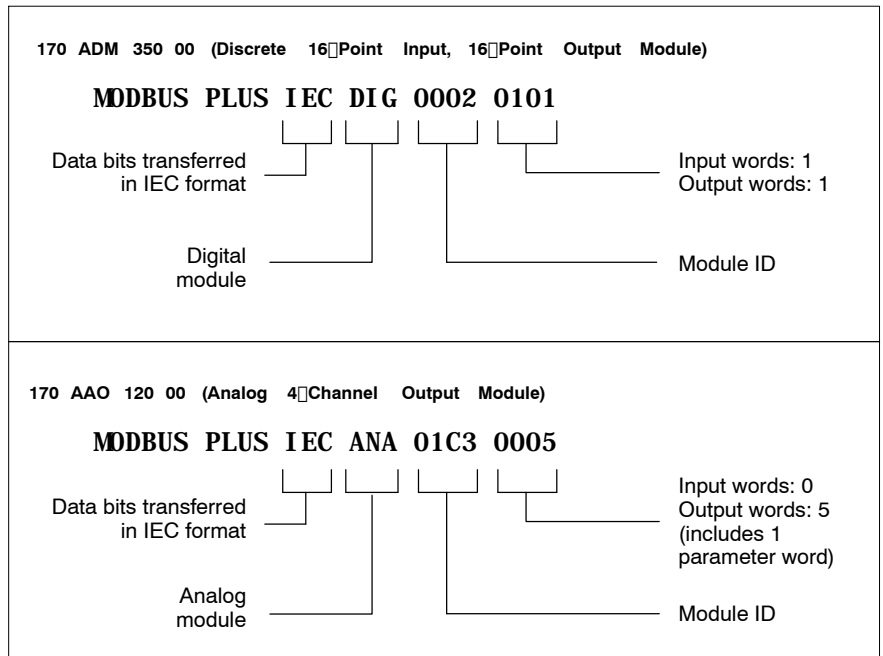 170 ADM 350 00 (Discrete 16▯Point Input, 16▯Point Output Module)
MODBUS PLUS IEC DIG 0002 0101
Data bits transferred
in IEC format
Input words: 1
Output words: 1
Digital
module
Module ID
170 AAO 120 00 (Analog 4▯Channel Output Module)
MODBUS PLUS IEC ANA 01C3 0005
Data bits transferred
in IEC format
Input words: 0
Output words: 5
(includes 1
parameter word)
Analog
module
Module ID